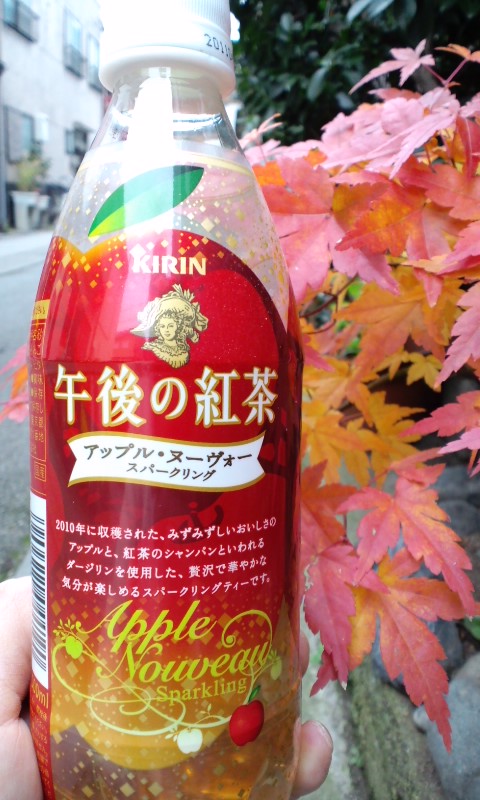 2011
KIRIN
午後の紅茶
アップル・ヌーヴォー
スパークリング
2010年に収穫された、みずみずしいおいしさの
アップルと、紅茶のシャンパンといわれる
ダージリンを使用した、贅沢で華やかな
気分が楽しめるスパークリングティーです。
Apple
Nouveau
Sparkling